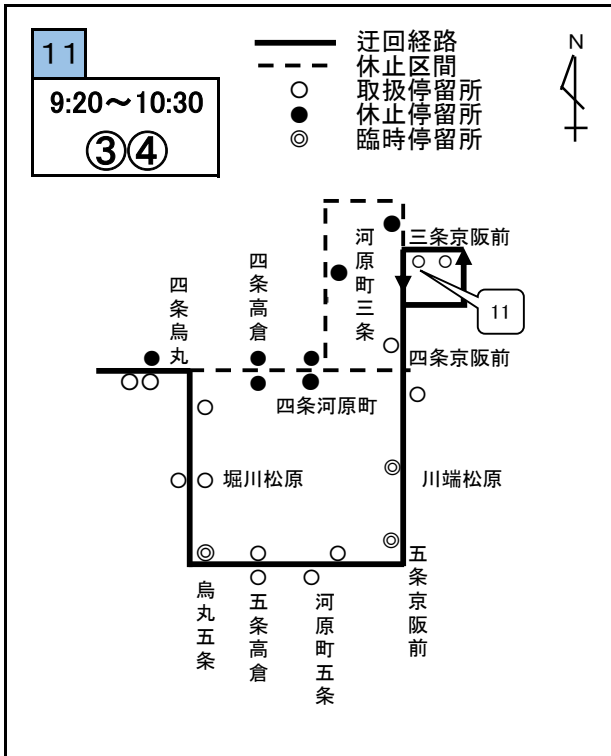 11
9:20～10:30
③④
迂回経路
休止区間
取扱停留所
休止停留所
臨時停留所
N
三条京阪前
河原町三条
四条高倉
四条烏丸
11
四条京阪前
四条河原町
堀川松原
川端松原
烏丸五条
五条高倉
河原町五条
五条京阪前